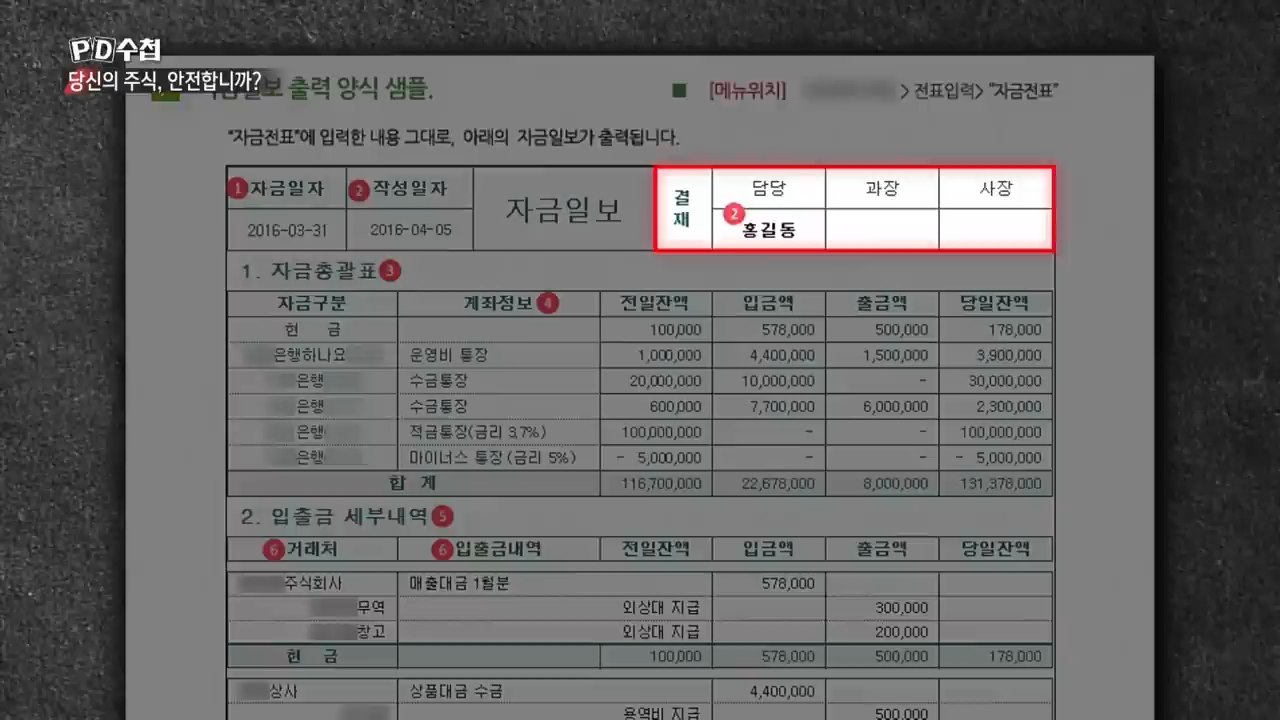 PD수첩
당신의 주식, 안전합니까?
출력 양식 샘플.
■ [메뉴위치] > 전표입력> "자금전표"
"자금전표"에 입력한 내용 그대로, 아래의 자금일보가 출력됩니다.
1 자금일자 2 작성일자 자금일보 결재 담당 과장 사장
2016-03-31 2016-04-05 2 홍길동
1. 자금총괄표 3
자금구분 계좌정보 4 전일잔액 입금액 출금액 당일잔액
현 금 100,000 578,000 500,000 178,000
은행하나요 운영비 통장 1,000,000 4,400,000 1,500,000 3,900,000
은행 수금통장 20,000,000 10,000,000 - 30,000,000
은행 수금통장 600,000 7,700,000 6,000,000 2,300,000
은행 적금통장(금리 3.7%) 100,000,000 - - 100,000,000
은행 마이너스 통장(금리 5%) - 5,000,000 - - - 5,000,000
합 계 116,700,000 22,678,000 8,000,000 131,378,000
2. 입출금 세부내역 5
6 거래처 6 입출금내역 전일잔액 입금액 출금액 당일잔액
주식회사 매출대금 1월분 578,000
무역 외상대 지급 300,000
창고 외상대 지급 200,000
현 금 100,000 578,000 500,000 178,000
상사 상품대금 수금 4,400,000
용역비 지급 500,000